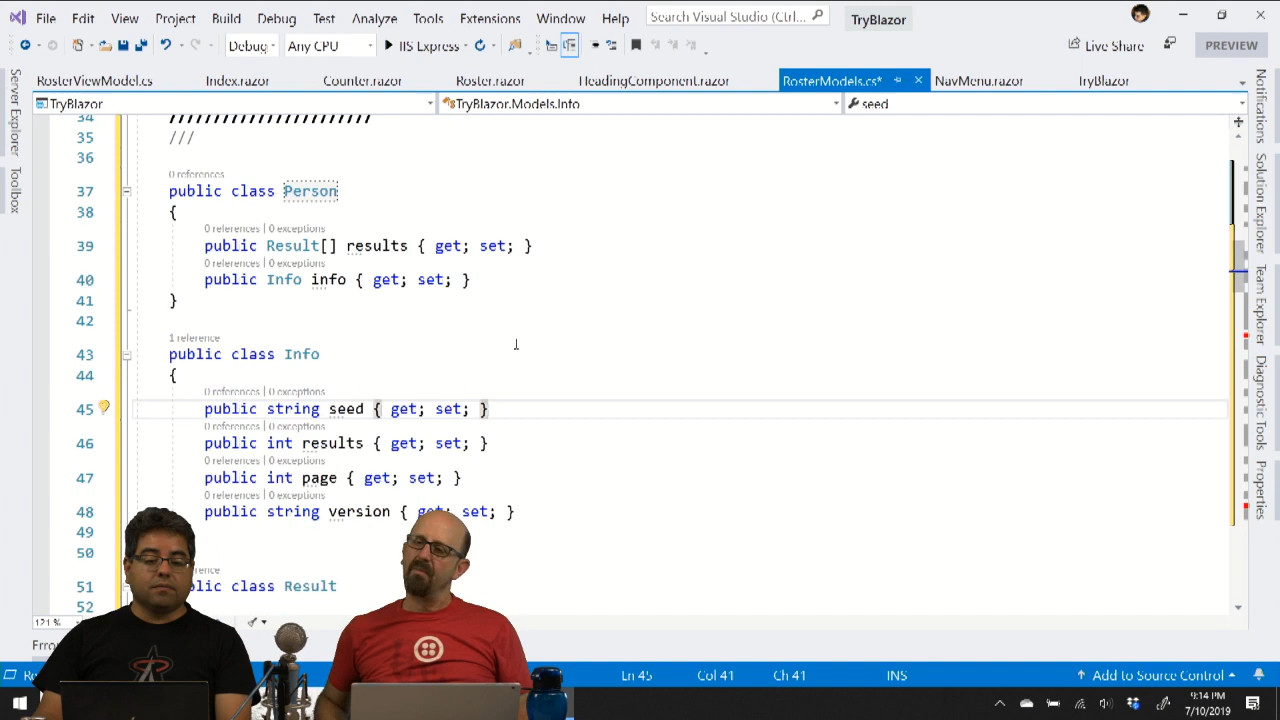 File Edit View Project Build Debug Test Analyze Tools Extensions Window Help Search Visual Studio (Ctrl... TryBlazor
Debug Any CPU IIS Express Live Share PREVIEW
RosterViewModel.cs Index.razor Counter.razor Roster.razor HeadingComponent.razor RosterModels.cs* NavMenu.razor TryBlazor
TryBlazor TryBlazor.Models.Info seed
Server Explorer
Toolbox
34 ///////////////////////
35 ///
36
0 references
37 public class Person
38 {
0 references | 0 exceptions
39 public Result[] results { get; set; }
0 references | 0 exceptions
40 public Info info { get; set; }
41 }
42
1 reference
43 public class Info
44 {
0 references | 0 exceptions
45 public string seed { get; set; }
0 references | 0 exceptions
46 public int results { get; set; }
0 references | 0 exceptions
47 public int page { get; set; }
0 references | 0 exceptions
48 public string version { get; set; }
49
50
51 class Result
52
121 %
Notifications
Solution Explorer
Team Explorer
Diagnostic Tools
Properties
Ln 45 Col 41 Ch 41 INS Add to Source Control
9:14 PM
7/10/2019